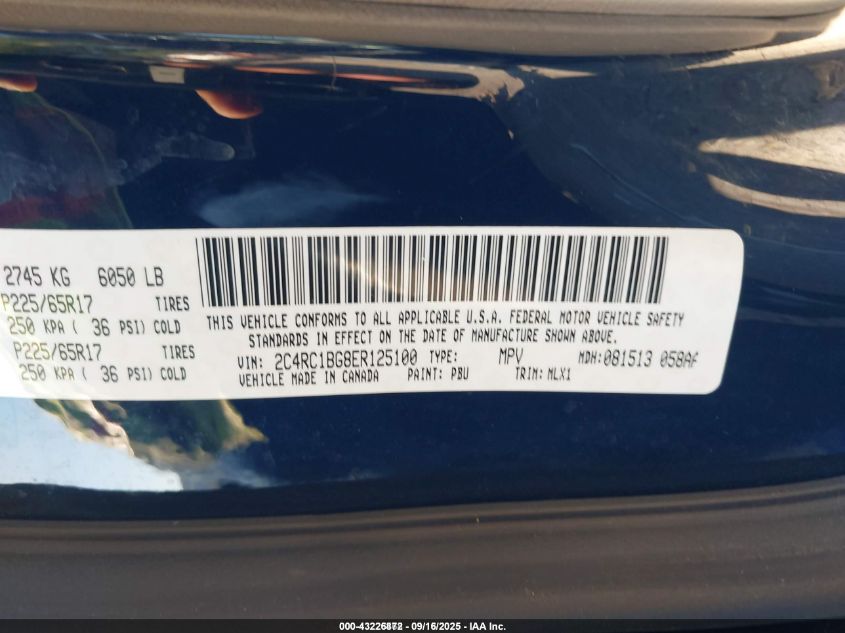 2745 KG 6050 LB
P225/65R17 TIRES
250 KPA ( 36 PSI) COLD
P225/65R17 TIRES
250 KPA ( 36 PSI) COLD
THIS VEHICLE CONFORMS TO ALL APPLICABLE U.S.A. FEDERAL MOTOR VEHICLE SAFETY
STANDARDS IN EFFECT ON THE DATE OF MANUFACTURE SHOWN ABOVE.
VIN: 2C4RC1BG8ER125100 TYPE: MPV MDH:081513 058AA
VEHICLE MADE IN CANADA PAINT: PBU TRIM: MLX1
09/16/2025 - IAA Inc.